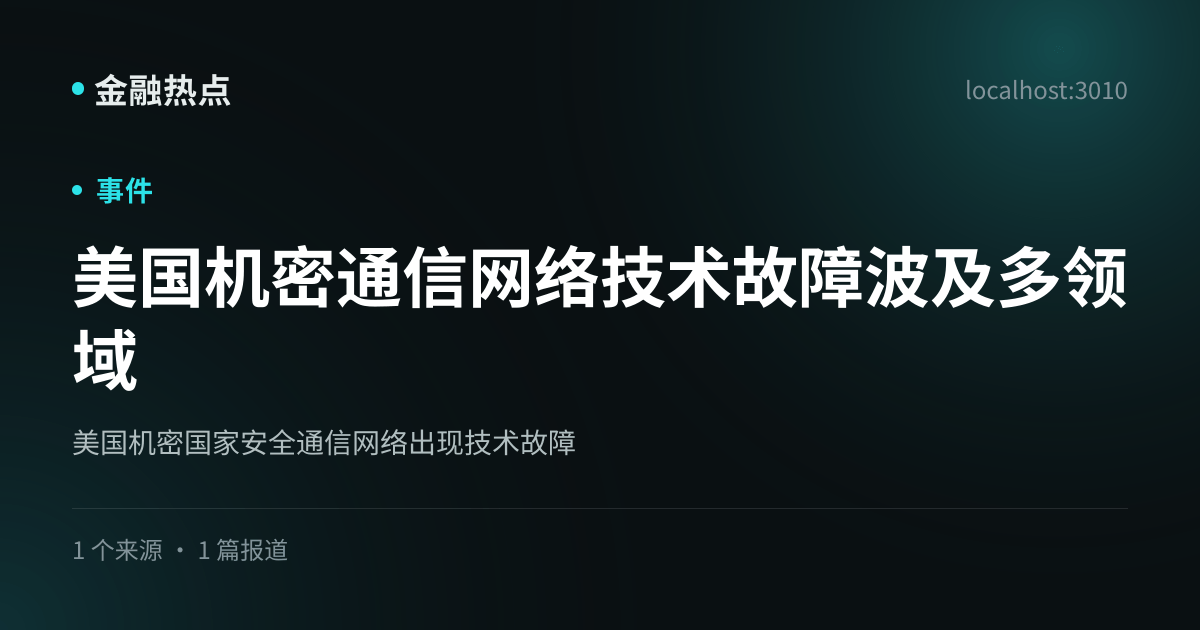 金融热点
localhost:3010
事件
美国机密通信网络技术故障波及多领
域
美国机密国家安全通信网络出现技术故障
1 个来源 · 1 篇报道